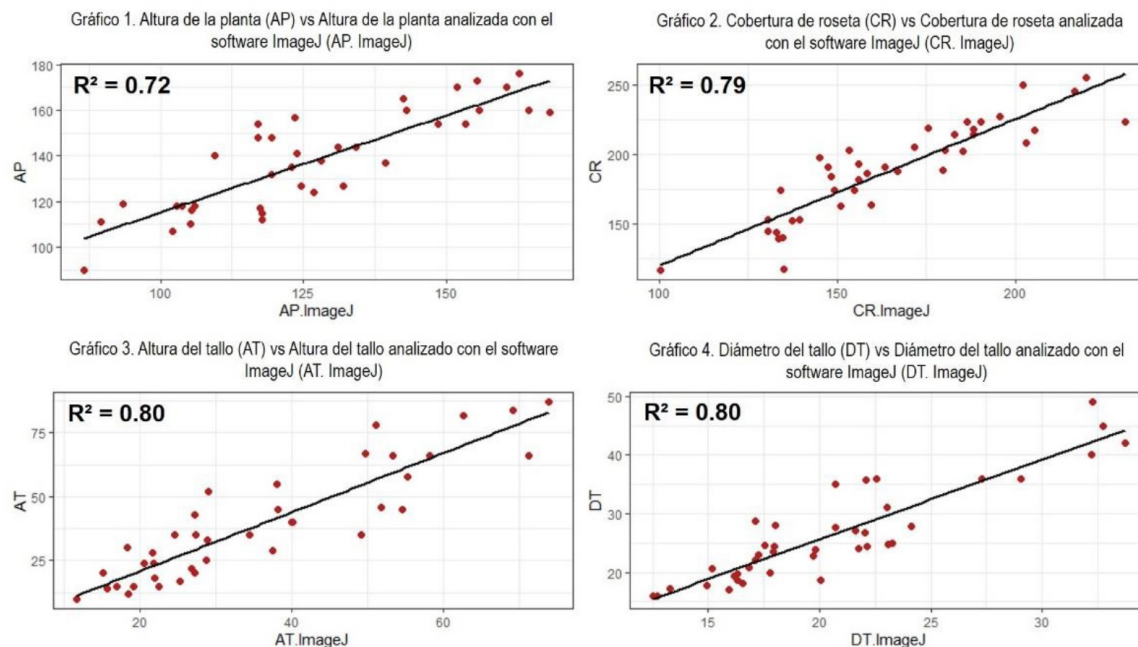 Gráfico 1. Altura de la planta (AP) vs Altura de la planta analizada con el
software ImageJ (AP. ImageJ)
R² = 0.72
180
160
140
120
100
AP
100
125
150
AP.ImageJ
Gráfico 2. Cobertura de roseta (CR) vs Cobertura de roseta analizada
con el software ImageJ (CR. ImageJ)
R² = 0.79
250
200
150
CR
100
150
200
CR.ImageJ
Gráfico 3. Altura del tallo (AT) vs Altura del tallo analizado con el software
ImageJ (AT. ImageJ)
R² = 0.80
75
50
25
AT
20
40
60
AT.ImageJ
Gráfico 4. Diámetro del tallo (DT) vs Diámetro del tallo analizado con el
software ImageJ (DT. ImageJ)
R² = 0.80
50
40
30
20
DT
15
20
25
30
DT.ImageJ